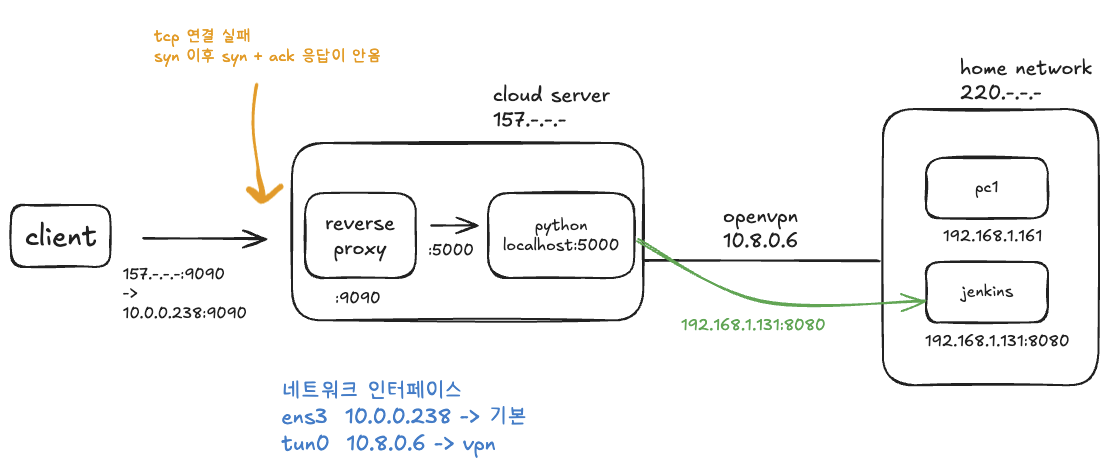 tcp 연결 실패
syn 이후 syn + ack 응답이 안옴
home network
220.-.-.-
cloud server
157.-.-.-
client
reverse
proxy
:5000
python
localhost:5000
openvpn
10.8.0.6
pc1
192.168.1.161
jenkins
192.168.1.131:8080
157.-.-.-:9090
->
10.0.0.238:9090
:9090
192.168.1.131:8080
네트워크 인터페이스
ens3 10.0.0.238 -> 기본
tun0 10.8.0.6 -> vpn